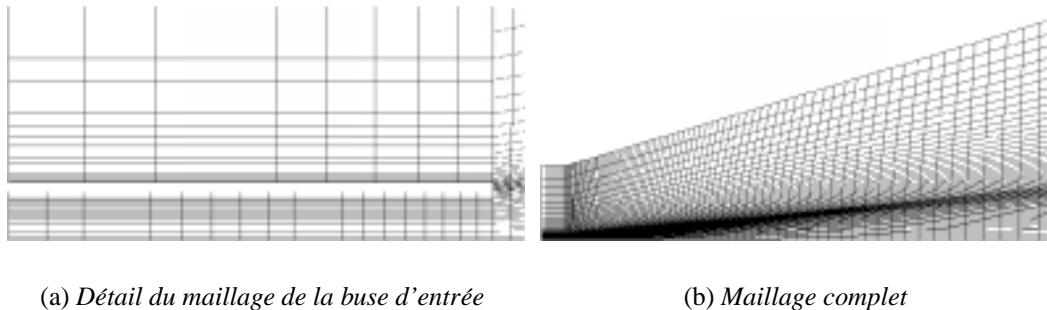 (a) Détail du maillage de la buse d'entrée
(b) Maillage complet